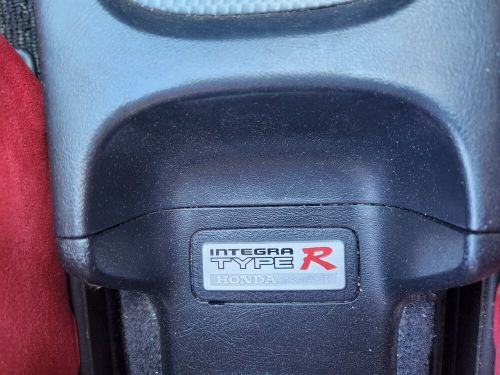 INTEGRA
TYPE R
HONDA